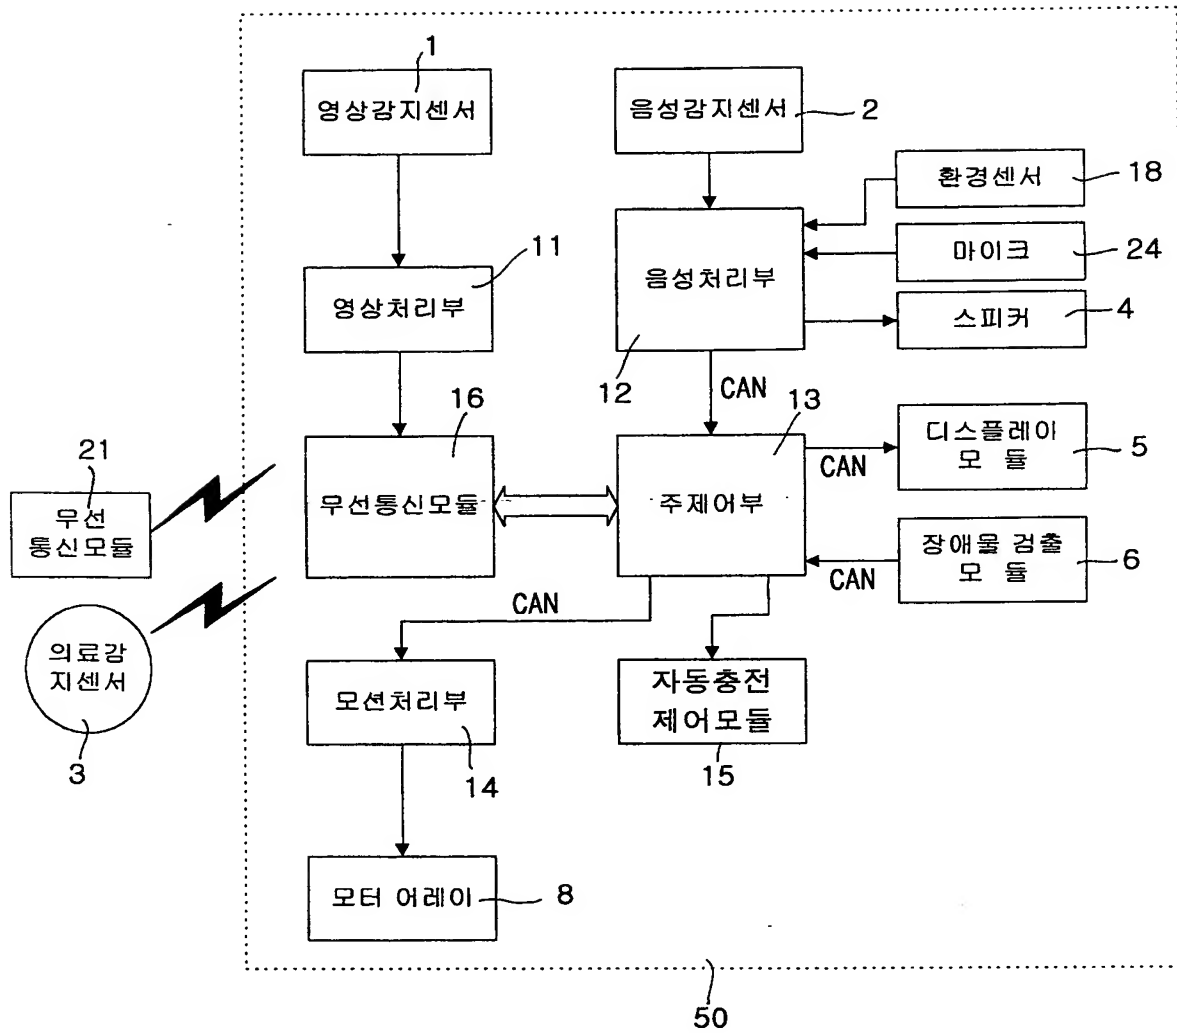 1
영상감지센서
음성감지센서
2
환경센서
18
11
음성처리부
마이크
24
영상처리부
스피커
4
12
CAN
16
13
디스플레이
모 듈
5
CAN
21
무선
통신모듈
무선통신모듈
주제어부
장애물 검출
모 듈
6
CAN
CAN
의료감
지센서
3
모션처리부
14
자동충전
제어모듈
15
모터 어레이
8
50